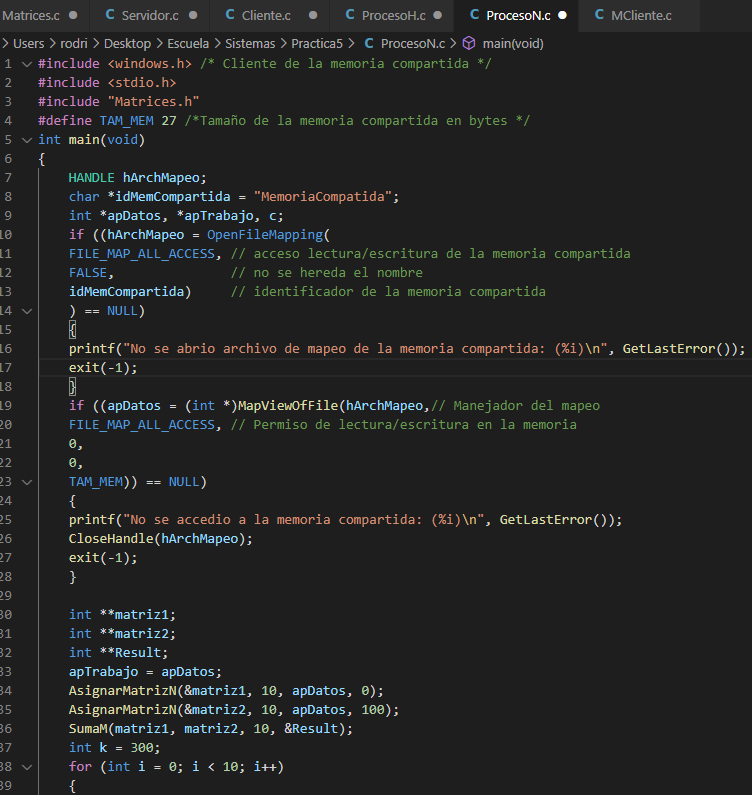 Matrices.c ● C Servidor.c ● C Cliente.c ● C ProcesoH.c ● C ProcesoN.c ● C MCliente.c
> Users > rodri > Desktop > Escuela > Sistemas > Practica5 > C ProcesoN.c > main(void)
1 #include <windows.h> /* Cliente de la memoria compartida */
2 #include <stdio.h>
3 #include "Matrices.h"
4 #define TAM_MEM 27 /*Tamaño de la memoria compartida en bytes */
5 int main(void)
6 {
7 HANDLE hArchMapeo;
8 char *idMemCompartida = "MemoriaCompatida";
9 int *apDatos, *apTrabajo, c;
10 if ((hArchMapeo = OpenFileMapping(
11 FILE_MAP_ALL_ACCESS, // acceso lectura/escritura de la memoria compartida
12 FALSE, // no se hereda el nombre
13 idMemCompartida) // identificador de la memoria compartida
14 ) == NULL)
15 {
16 printf("No se abrio archivo de mapeo de la memoria compartida: (%i)\n", GetLastError());
17 exit(-1);
18 }
19 if ((apDatos = (int *)MapViewOfFile(hArchMapeo,// Manejador del mapeo
20 FILE_MAP_ALL_ACCESS, // Permiso de lectura/escritura en la memoria
21 0,
22 0,
23 TAM_MEM)) == NULL)
24 {
25 printf("No se accedio a la memoria compartida: (%i)\n", GetLastError());
26 CloseHandle(hArchMapeo);
27 exit(-1);
28 }
29
30 int **matriz1;
31 int **matriz2;
32 int **Result;
33 apTrabajo = apDatos;
34 AsignarMatrizN(&matriz1, 10, apDatos, 0);
35 AsignarMatrizN(&matriz2, 10, apDatos, 100);
36 SumaM(matriz1, matriz2, 10, &Result);
37 int k = 300;
38 for (int i = 0; i < 10; i++)
39 {